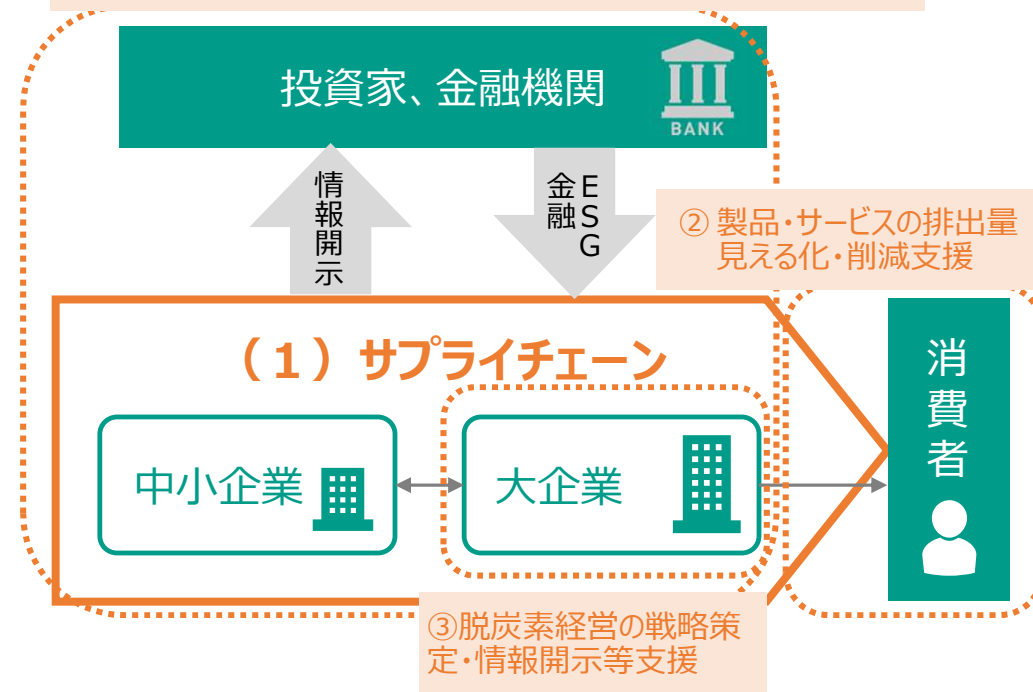 投資家、金融機関
BANK
情報開示
ESG
金融
② 製品・サービスの排出量
見える化・削減支援
（１）サプライチェーン
中小企業
大企業
消費者
③脱炭素経営の戦略策
定・情報開示等支援